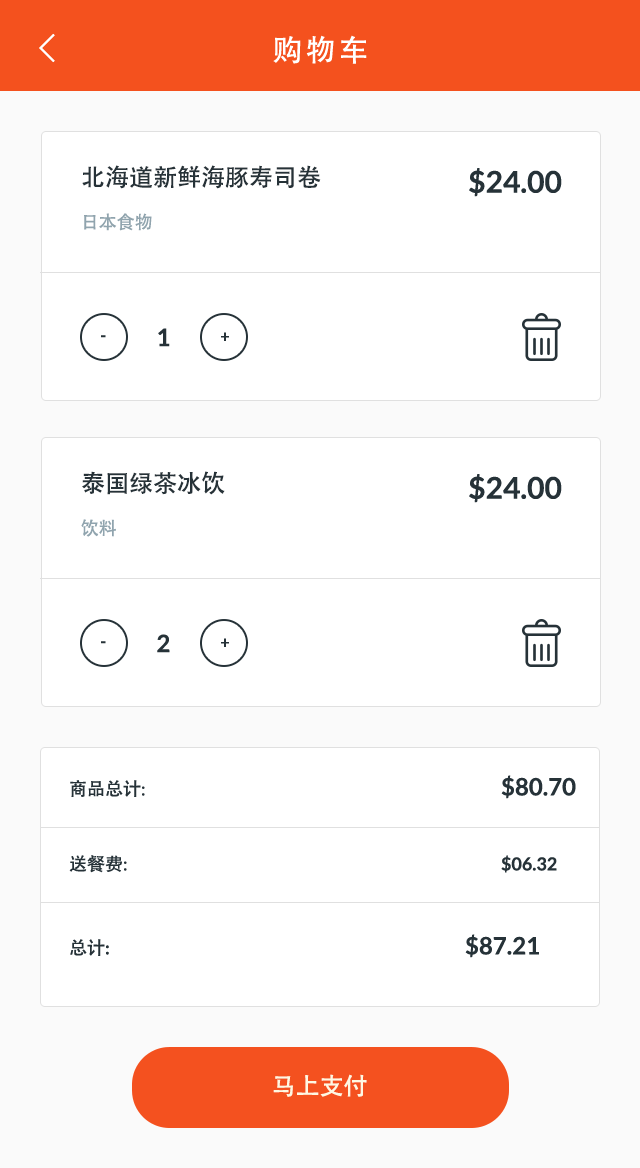 购物车
北海道新鲜海豚寿司卷
$24.00
日本食物
- 1 +
泰国绿茶冰饮
$24.00
饮料
- 2 +
商品总计: $80.70
送餐费: $06.32
总计: $87.21
马上支付